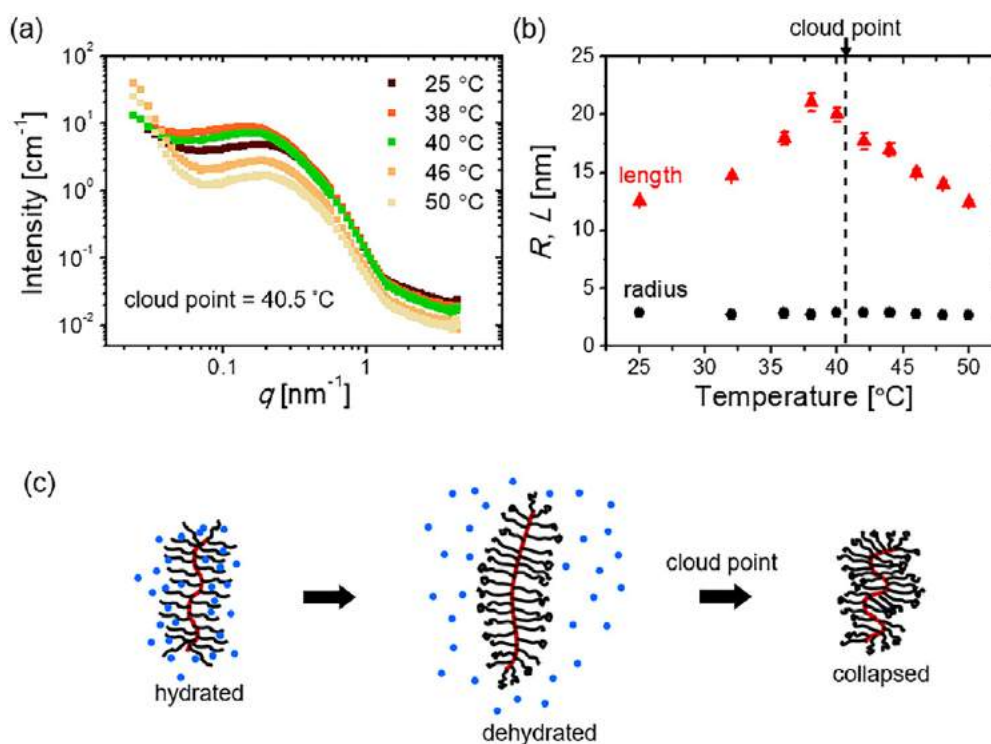 (a)
10²
10¹
10⁰
10⁻¹
10⁻²
Intensity [cm⁻¹]
25 °C
38 °C
40 °C
46 °C
50 °C
cloud point = 40.5 °C
0.1
1
q [nm⁻¹]
(b)
cloud point
25
20
15
10
5
0
R, L [nm]
length
radius
25
30
35
40
45
50
Temperature [°C]
(c)
hydrated
dehydrated
cloud point
collapsed